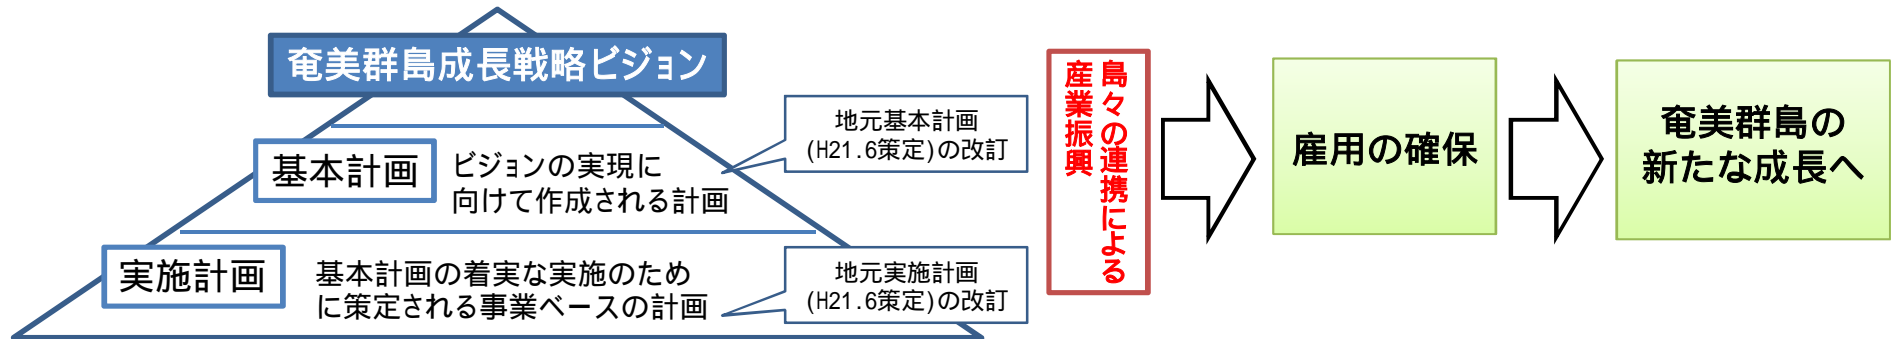 奄美群島成長戦略ビジョン
基本計画
ビジョンの実現に
向けて作成される計画
地元基本計画
(H21.6策定)の改訂
実施計画
基本計画の着実な実施のため
に策定される事業ベースの計画
地元実施計画
(H21.6策定)の改訂
島々の連携による
産業振興
雇用の確保
奄美群島の
新たな成長へ